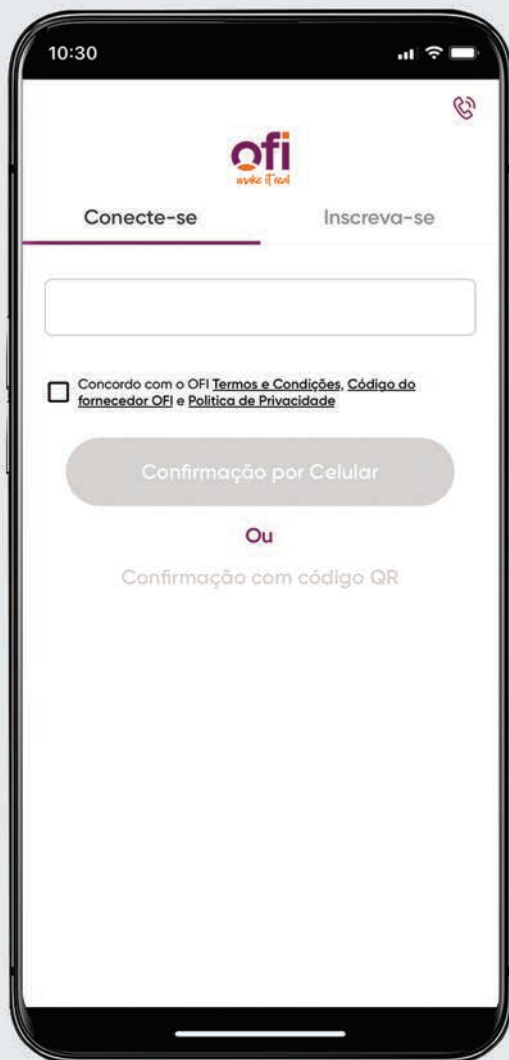 10:30
ofi
make it real
Conecte-se
Inscreva-se
Concordo com o OFI Termos e Condições, Código do
fornecedor OFI e Política de Privacidade
Confirmação por Celular
Ou
Confirmação com código QR